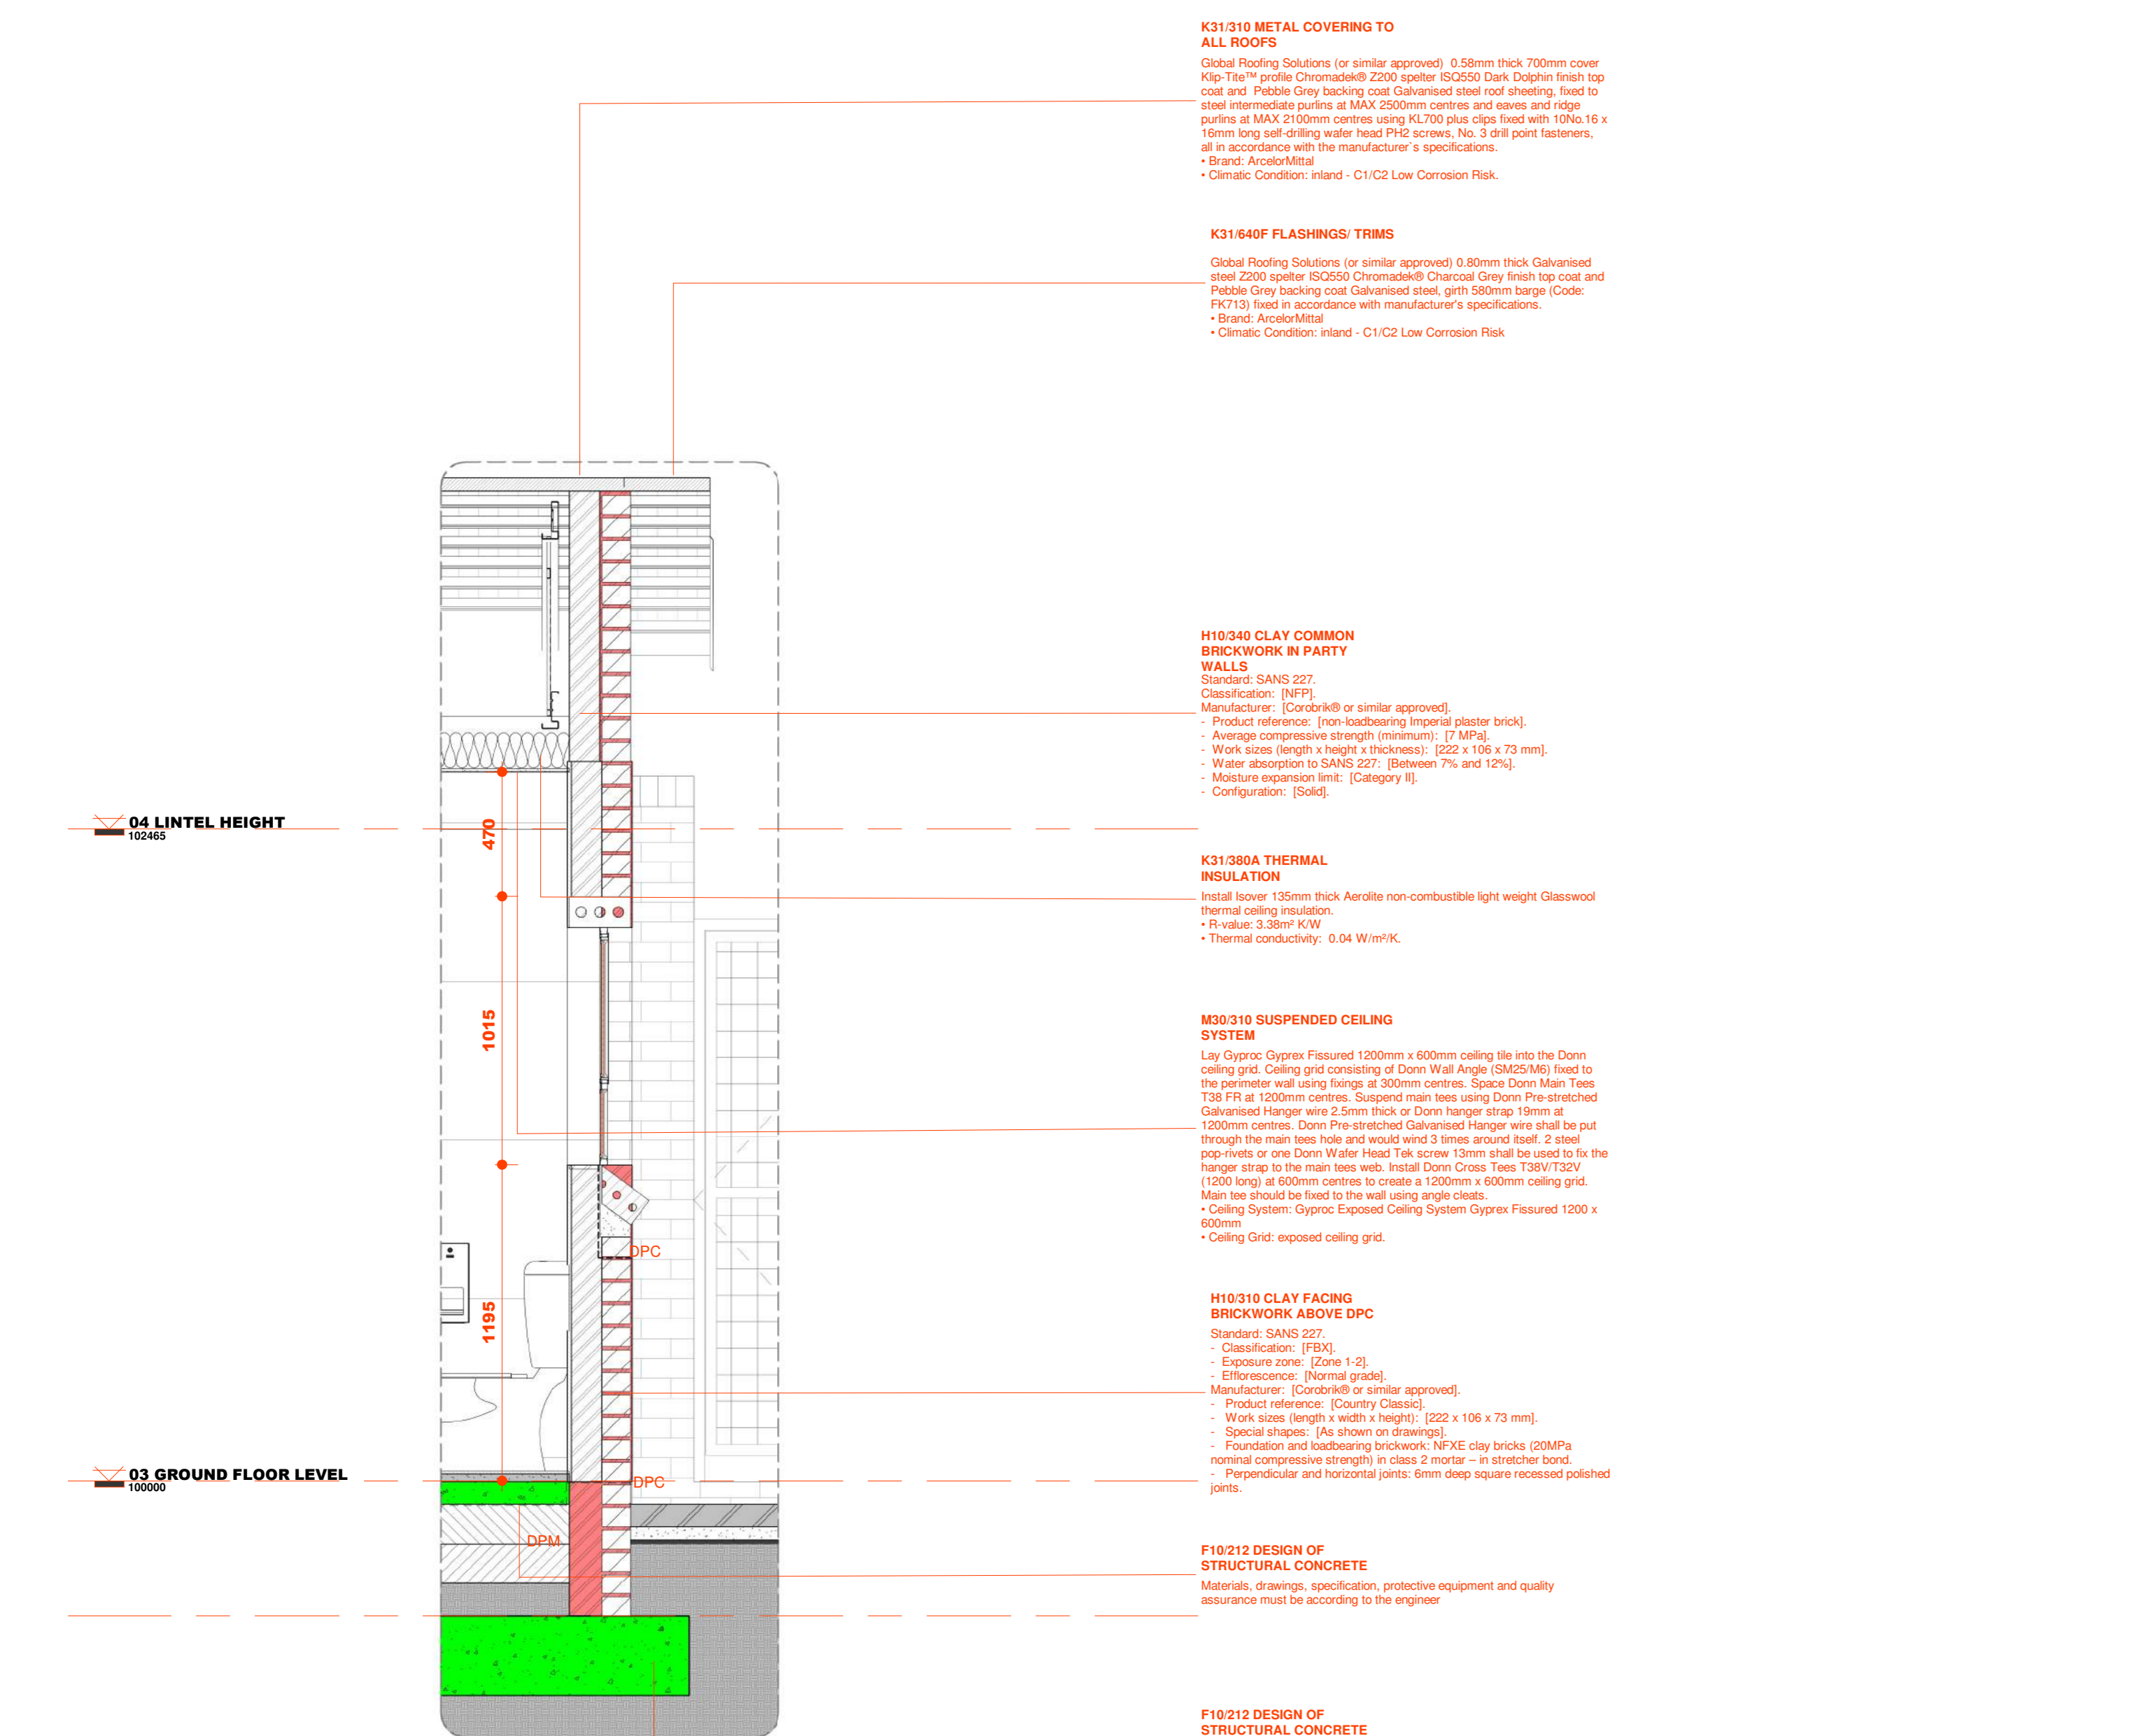 K31/310 METAL COVERING TO
ALL ROOFS
Global Roofing Solutions (or similar approved)  0.58mm thick 700mm cover
Klip-Tite™ profile Chromadek® Z200 spelter ISQ550 Dark Dolphin finish top
coat and  Pebble Grey backing coat Galvanised steel roof sheeting, fixed to
steel intermediate purlins at MAX 2500mm centres and eaves and ridge
purlins at MAX 2100mm centres using KL700 plus clips fixed with 10No.16 x
16mm long self-drilling wafer head PH2 screws, No. 3 drill point fasteners,
all in accordance with the manufacturer`s specifications.
• Brand: ArcelorMittal
• Climatic Condition: inland - C1/C2 Low Corrosion Risk.
K31/640F FLASHINGS/ TRIMS
Global Roofing Solutions (or similar approved) 0.80mm thick Galvanised
steel Z200 spelter ISQ550 Chromadek® Charcoal Grey finish top coat and
Pebble Grey backing coat Galvanised steel, girth 580mm barge (Code:
FK713) fixed in accordance with manufacturer's specifications.
• Brand: ArcelorMittal
• Climatic Condition: inland - C1/C2 Low Corrosion Risk
H10/340 CLAY COMMON
BRICKWORK IN PARTY
WALLS
Standard: SANS 227.
Classification:  [NFP].
Manufacturer:  [Corobrik® or similar approved].
-  Product reference:  [non-loadbearing Imperial plaster brick].
-  Average compressive strength (minimum):  [7 MPa].
-  Work sizes (length x height x thickness):  [222 x 106 x 73 mm].
-  Water absorption to SANS 227:  [Between 7% and 12%].
-  Moisture expansion limit:  [Category II].
-  Configuration:  [Solid].
04 LINTEL HEIGHT
102465
470
K31/380A THERMAL
INSULATION
Install Isover 135mm thick Aerolite non-combustible light weight Glasswool
thermal ceiling insulation.
• R-value: 3.38m² K/W
• Thermal conductivity:  0.04 W/m²/K.
1015
M30/310 SUSPENDED CEILING
SYSTEM
Lay Gyproc Gyprex Fissured 1200mm x 600mm ceiling tile into the Donn
ceiling grid. Ceiling grid consisting of Donn Wall Angle (SM25/M6) fixed to
the perimeter wall using fixings at 300mm centres. Space Donn Main Tees
T38 FR at 1200mm centres. Suspend main tees using Donn Pre-stretched
Galvanised Hanger wire 2.5mm thick or Donn hanger strap 19mm at
1200mm centres. Donn Pre-stretched Galvanised Hanger wire shall be put
through the main tees hole and would wind 3 times around itself. 2 steel
pop-rivets or one Donn Wafer Head Tek screw 13mm shall be used to fix the
hanger strap to the main tees web. Install Donn Cross Tees T38V/T32V
(1200 long) at 600mm centres to create a 1200mm x 600mm ceiling grid.
Main tee should be fixed to the wall using angle cleats.
• Ceiling System: Gyproc Exposed Ceiling System Gyprex Fissured 1200 x
600mm
• Ceiling Grid: exposed ceiling grid.
DPC
1195
H10/310 CLAY FACING
BRICKWORK ABOVE DPC
Standard: SANS 227.
-  Classification:  [FBX].
-  Exposure zone:  [Zone 1-2].
-  Efflorescence:  [Normal grade].
Manufacturer:  [Corobrik® or similar approved].
-   Product reference:  [Country Classic].
-   Work sizes (length x width x height):  [222 x 106 x 73 mm].
-   Special shapes:  [As shown on drawings].
-   Foundation and loadbearing brickwork: NFXE clay bricks (20MPa
nominal compressive strength) in class 2 mortar – in stretcher bond.
-   Perpendicular and horizontal joints: 6mm deep square recessed polished
joints.
03 GROUND FLOOR LEVEL
100000
DPC
DPM
F10/212 DESIGN OF
STRUCTURAL CONCRETE
Materials, drawings, specification, protective equipment and quality
assurance must be according to the engineer
F10/212 DESIGN OF
STRUCTURAL CONCRETE